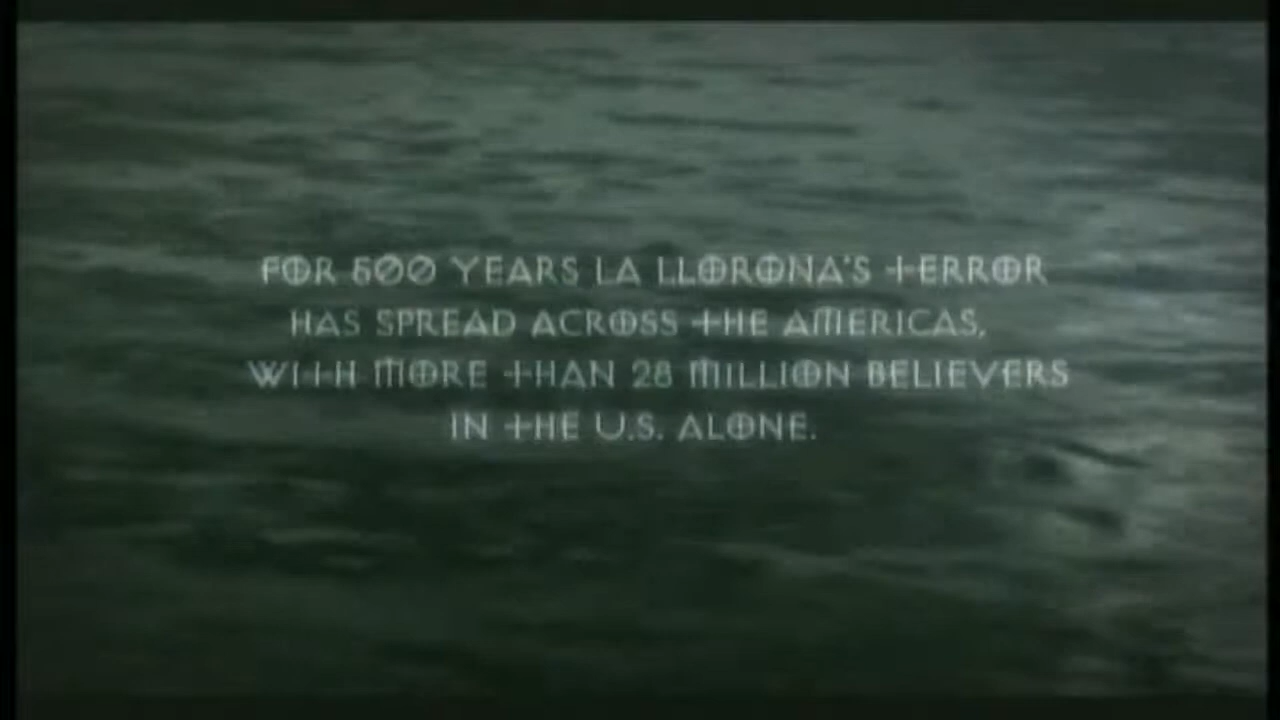 FOR 500 YEARS LA LLORONA'S TERROR
HAS SPREAD ACROSS THE AMERICAS,
WITH MORE THAN 28 MILLION BELIEVERS
IN THE U.S. ALONE.